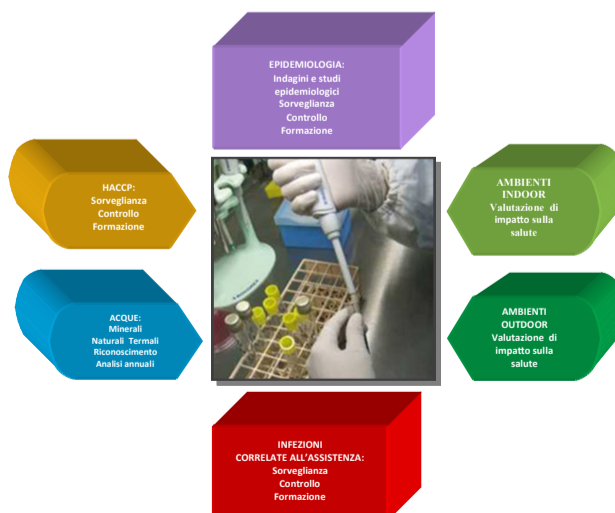 EPIDEMIOLOGIA:
Indagini e studi
epidemiologici
Sorveglianza
Controllo
Formazione
HACCP:
Sorveglianza
Controllo
Formazione
AMBIENTI
INDOOR
Valutazione di
impatto sulla
salute
ACQUE:
Minerali
Naturali Termali
Riconoscimento
Analisi annuali
AMBIENTI
OUTDOOR
Valutazione di
impatto sulla
salute
INFEZIONI
CORRELATE ALL'ASSISTENZA:
Sorveglianza
Controllo
Formazione